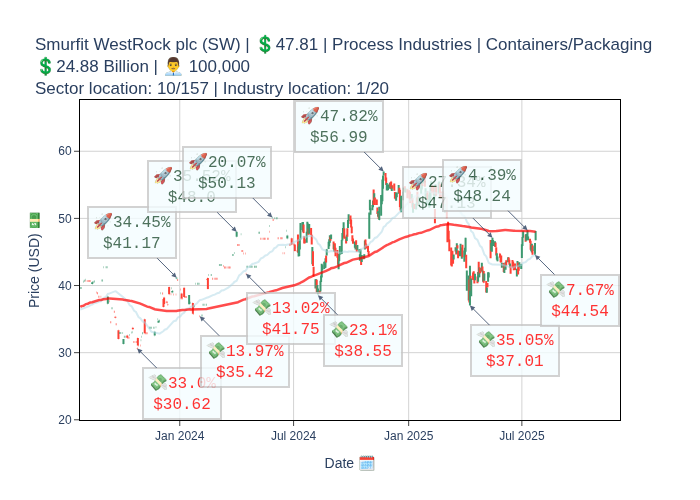 Smurfit WestRock plc (SW) | 💲47.81 | Process Industries | Containers/Packaging
💲24.88 Billion | 👨‍💼 100,000
Sector location: 10/157 | Industry location: 1/20
🚀47.82%
$56.99
🚀20.07%
$50.13
$48.0
🚀4.39%
$48.24
🚀34.45%
$41.17
💸7.67%
$44.54
💸13.02%
$41.75
💸23.1%
$38.55
💸35.05%
$37.01
💸13.97%
$35.42
$30.62
Price (USD) 💵
60
50
40
30
20
Jan 2024
Jul 2024
Jan 2025
Jul 2025
Date 🗓️